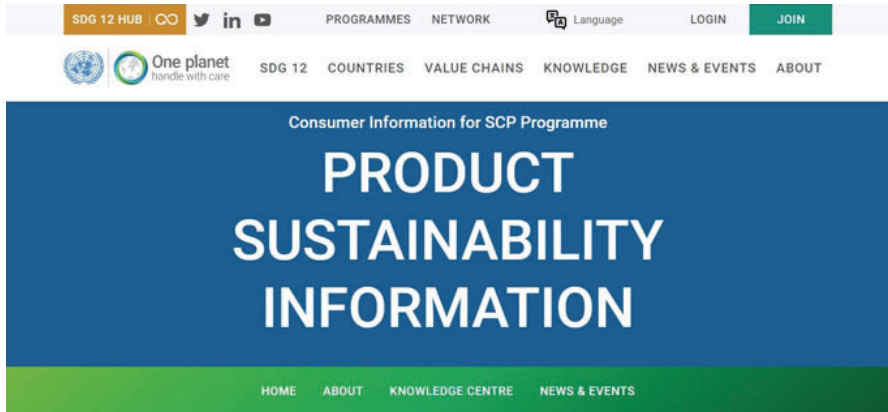 SDG 12 HUB PROGRAMMES NETWORK Language LOGIN JOIN
One planet
handle with care
SDG 12 COUNTRIES VALUE CHAINS KNOWLEDGE NEWS & EVENTS ABOUT
Consumer Information for SCP Programme
PRODUCT
SUSTAINABILITY
INFORMATION
HOME ABOUT KNOWLEDGE CENTRE NEWS & EVENTS